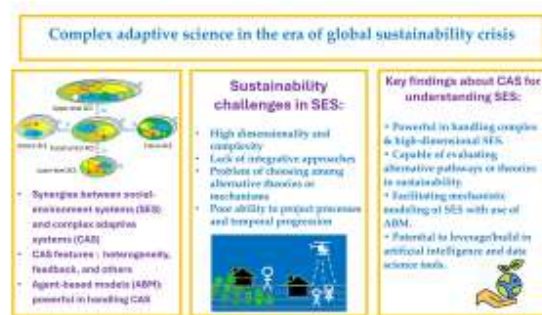 Complex adaptive science in the era of global sustainability crisis
• Synergies between social-
environment systems (SES)
and complex adaptive
systems (CAS)
• CAS features : heterogeneity,
feedback, and others
• Agent-based models (ABM):
powerful in handling CAS
Sustainability
challenges in SES:
• High dimensionality and
complexity
• Lack of integrative approaches
• Problem of choosing among
alternative theories or
mechanisms
• Poor ability to project processes
and temporal progression
Key findings about CAS for
understanding SES:
• Powerful in handling complex
& high-dimensional SES.
• Capable of evaluating
alternative pathways or theories
in sustainability.
• Facilitating mechanistic
modeling of SES with use of
ABM.
• Potential to leverage/build in
artificial intelligence and data
science tools.